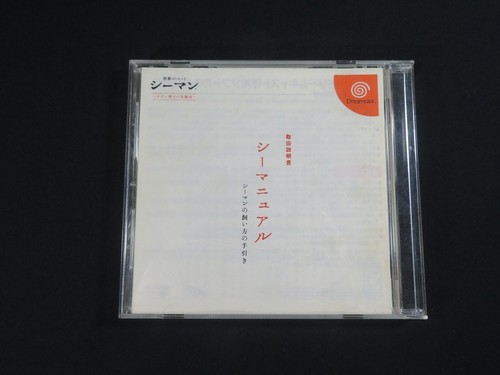 シーマン
Dreamcast
取扱説明書
シーマニュアル
シーマンの飼い方の手引き